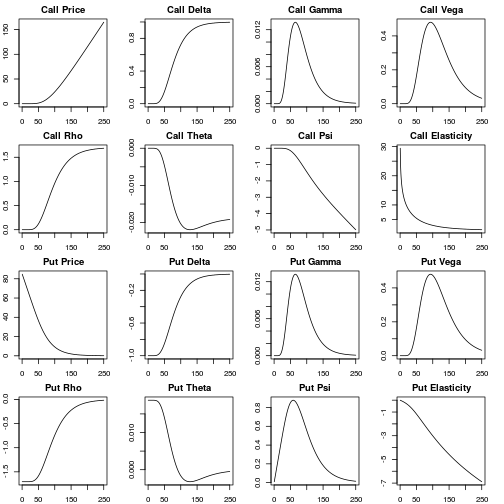 Call Price Call Delta Call Gamma Call Vega
0 50 100 150
0.0 0.4 0.8
0.000 0.006 0.012
0.0 0.2 0.4
0 50 150 250 0 50 150 250 0 50 150 250 0 50 150 250
Call Rho Call Theta Call Psi Call Elasticity
0.0 0.5 1.0 1.5
-0.020 -0.010 0.000
-5 -4 -3 -2 -1 0
5 10 20 30
0 50 150 250 0 50 150 250 0 50 150 250 0 50 150 250
Put Price Put Delta Put Gamma Put Vega
0 20 40 60 80
-1.0 -0.6 -0.2
0.000 0.006 0.012
0.0 0.2 0.4
0 50 150 250 0 50 150 250 0 50 150 250 0 50 150 250
Put Rho Put Theta Put Psi Put Elasticity
-1.5 -1.0 -0.5 0.0
0.000 0.010
0.0 0.2 0.4 0.6 0.8
-7 -5 -3 -1
0 50 150 250 0 50 150 250 0 50 150 250 0 50 150 250